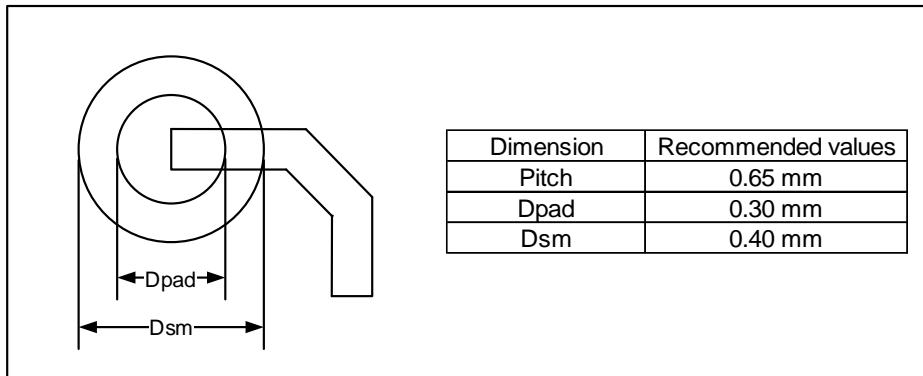 Dimension Recommended values
Pitch 0.65 mm
Dpad 0.30 mm
Dsm 0.40 mm
Dpad
Dsm